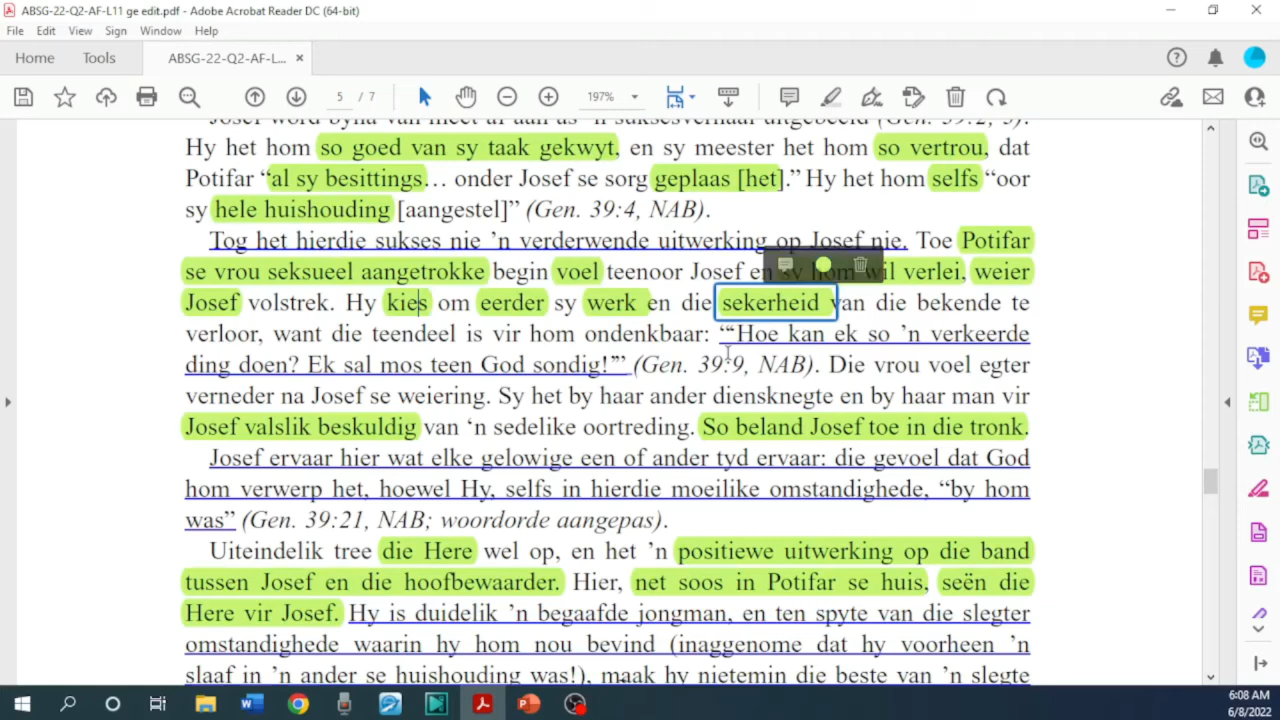 ABSG-22-Q2-AF-L11 ge edit.pdf - Adobe Acrobat Reader DC (64-bit)
File Edit View Sign Window Help
Home Tools ABSG-22-Q2-AF-L... ×
5 / 7 197%
Hy het hom so goed van sy taak gekwyt, en sy meester het hom so vertrou, dat
Potifar “al sy besittings… onder Josef se sorg geplaas [het].” Hy het hom selfs “oor
sy hele huishouding [aangestel]” (Gen. 39:4, NAB).
Tog het hierdie sukses nie ’n verderwende uitwerking op Josef nie. Toe Potifar
se vrou seksueel aangetrokke begin voel teenoor Josef en sy hom wil verlei, weier
Josef volstrek. Hy kies om eerder sy werk en die sekerheid van die bekende te
verloor, want die teendeel is vir hom ondenkbaar: “‘Hoe kan ek so ’n verkeerde
ding doen? Ek sal mos teen God sondig!’” (Gen. 39:9, NAB). Die vrou voel egter
verneder na Josef se weiering. Sy het by haar ander diensknegte en by haar man vir
Josef valslik beskuldig van ‘n sedelike oortreding. So beland Josef toe in die tronk.
Josef ervaar hier wat elke gelowige een of ander tyd ervaar: die gevoel dat God
hom verwerp het, hoewel Hy, selfs in hierdie moeilike omstandighede, “by hom
was” (Gen. 39:21, NAB; woordorde aangepas).
Uiteindelik tree die Here wel op, en het ’n positiewe uitwerking op die band
tussen Josef en die hoofbewaarder. Hier, net soos in Potifar se huis, seën die
Here vir Josef. Hy is duidelik ’n begaafde jongman, en ten spyte van die slegter
omstandighede waarin hy hom nou bevind (inaggenome dat hy voorheen ’n
slaaf in ’n ander se huishouding was!), maak hy nietemin die beste van ’n slegte
6:08 AM
6/8/2022